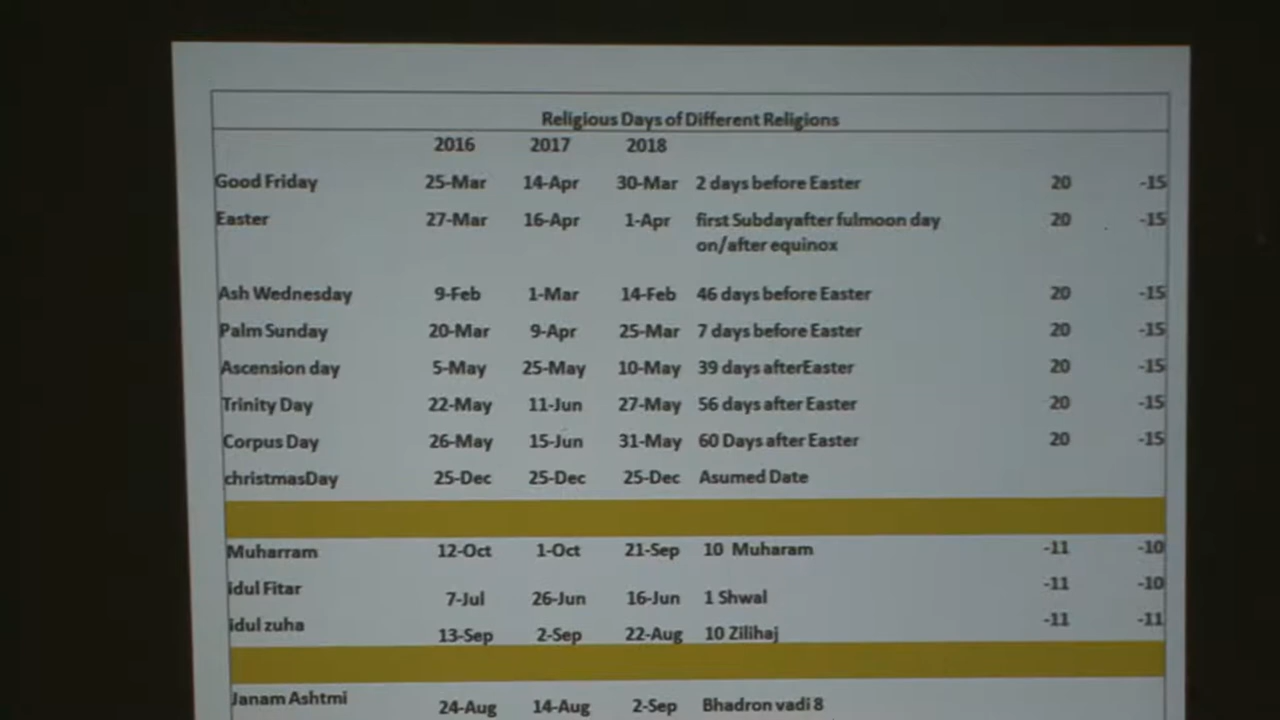 Religious Days of Different Religions
2016 2017 2018
Good Friday 25-Mar 14-Apr 30-Mar 2 days before Easter 20 -15
Easter 27-Mar 16-Apr 1-Apr first Subdayafter fulmoon day 20 -15
on/after equinox
Ash Wednesday 9-Feb 1-Mar 14-Feb 46 days before Easter 20 -15
Palm Sunday 20-Mar 9-Apr 25-Mar 7 days before Easter 20 -15
Ascension day 5-May 25-May 10-May 39 days afterEaster 20 -15
Trinity Day 22-May 11-Jun 27-May 56 days after Easter 20 -15
Corpus Day 26-May 15-Jun 31-May 60 Days after Easter 20 -15
christmasDay 25-Dec 25-Dec 25-Dec Asumed Date
Muharram 12-Oct 1-Oct 21-Sep 10 Muharam -11 -10
idul Fitar 7-Jul 26-Jun 16-Jun 1 Shwal -11 -10
idul zuha 13-Sep 2-Sep 22-Aug 10 Zilihaj -11 -11
Janam Ashtmi 24-Aug 14-Aug 2-Sep Bhadron vadi 8